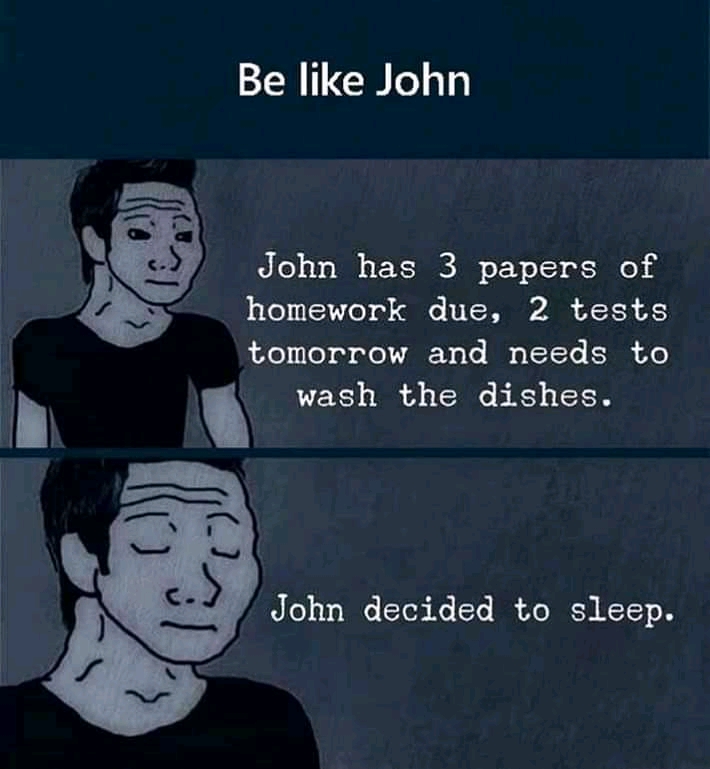 Be like John
John has 3 papers of
homework due, 2 tests
tomorrow and needs to
wash the dishes.
John decided to sleep.